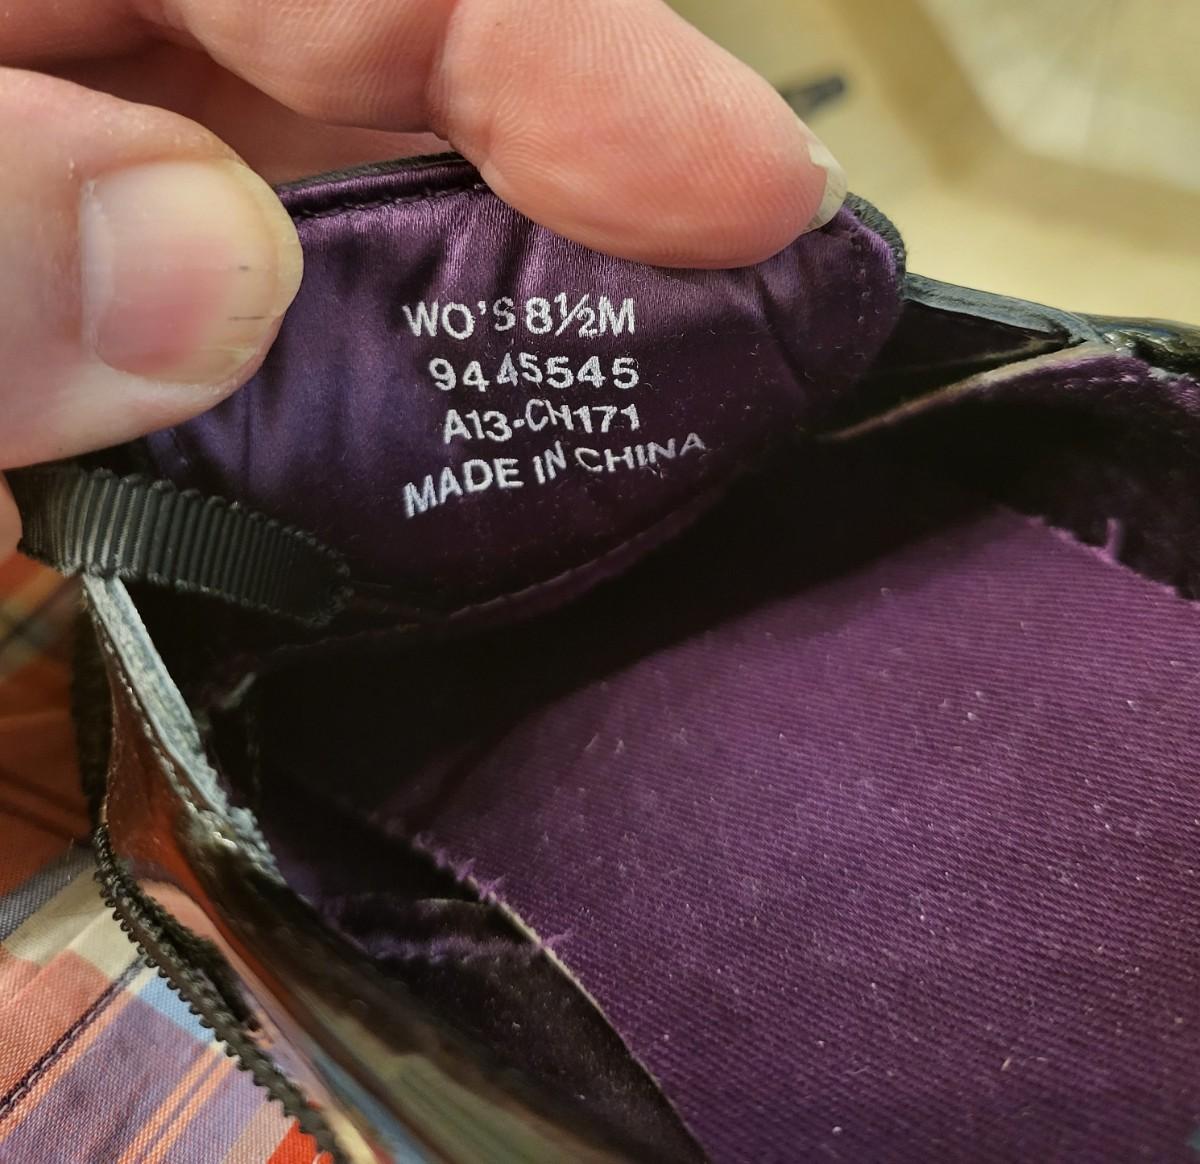 WO'S 8½M
9445545
A13-CH171
MADE IN CHINA